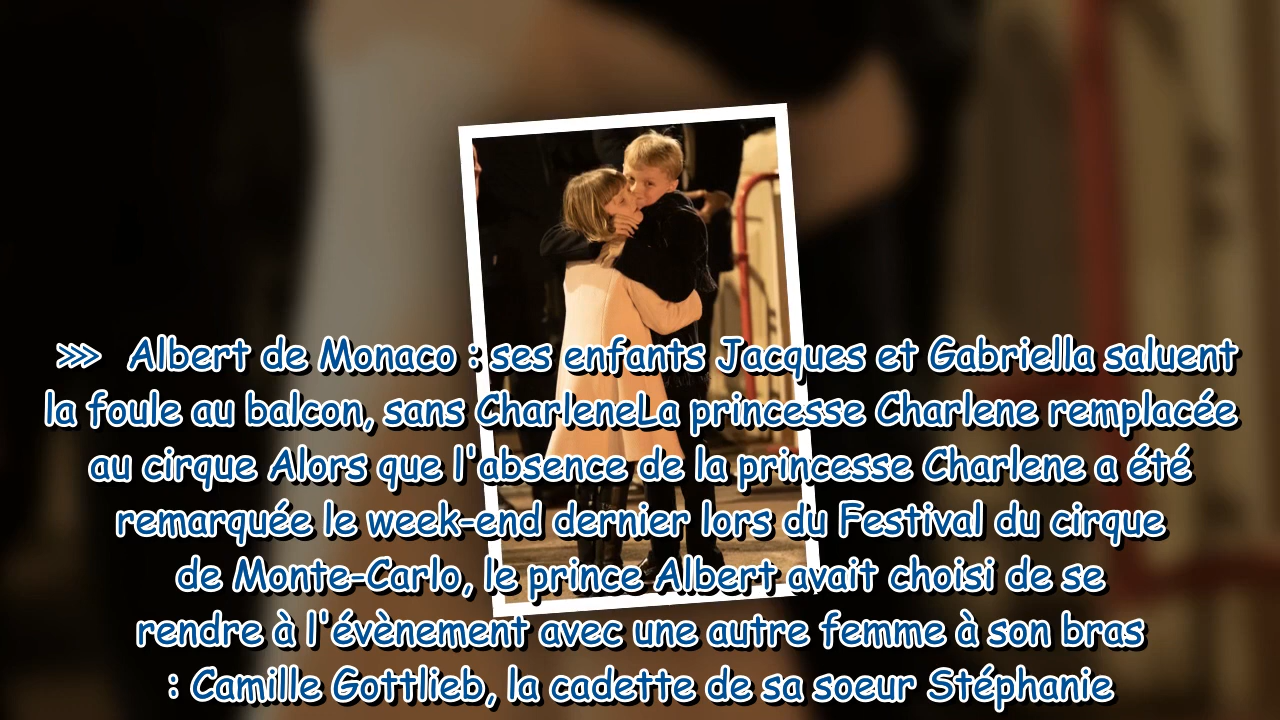 >>> Albert de Monaco : ses enfants Jacques et Gabriella saluent
la foule au balcon, sans CharleneLa princesse Charlene remplacée
au cirque Alors que l'absence de la princesse Charlene a été
remarquée le week-end dernier lors du Festival du cirque
de Monte-Carlo, le prince Albert avait choisi de se
rendre à l'évènement avec une autre femme à son bras
: Camille Gottlieb, la cadette de sa soeur Stéphanie